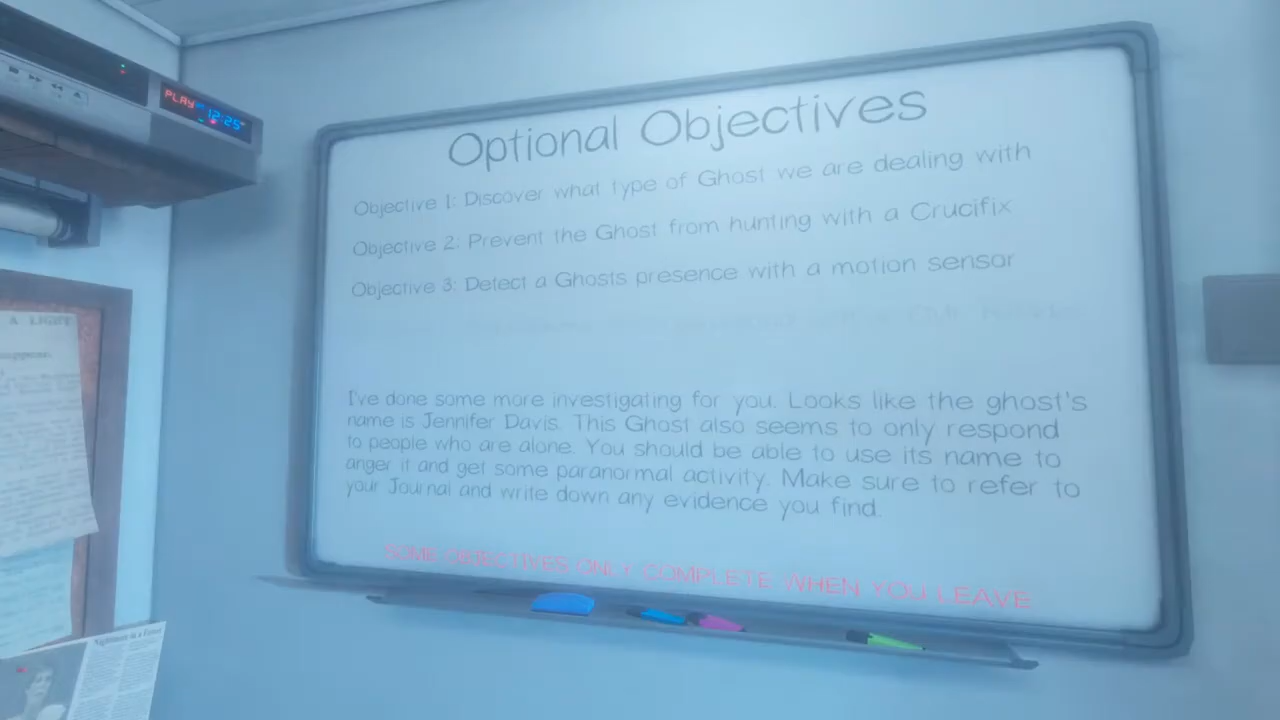 PLAY
12:25
Optional Objectives
Objective 1: Discover what type of Ghost we are dealing with
Objective 2: Prevent the Ghost from hunting with a Crucifix
Objective 3: Detect a Ghosts presence with a motion sensor
I've done some more investigating for you. Looks like the ghost's
name is Jennifer Davis. This Ghost also seems to only respond
to people who are alone. You should be able to use its name to
anger it and get some paranormal activity. Make sure to refer to
your Journal and write down any evidence you find.
SOME OBJECTIVES ONLY COMPLETE WHEN YOU LEAVE
A LIGHT